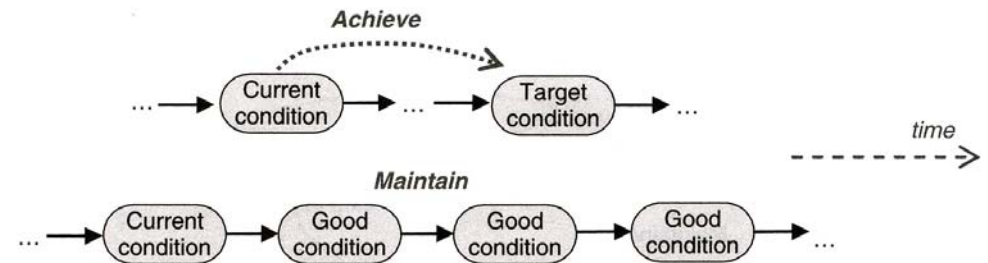 Achieve
... Current condition ... Target condition ...
time
Maintain
... Current condition Good condition Good condition Good condition ...